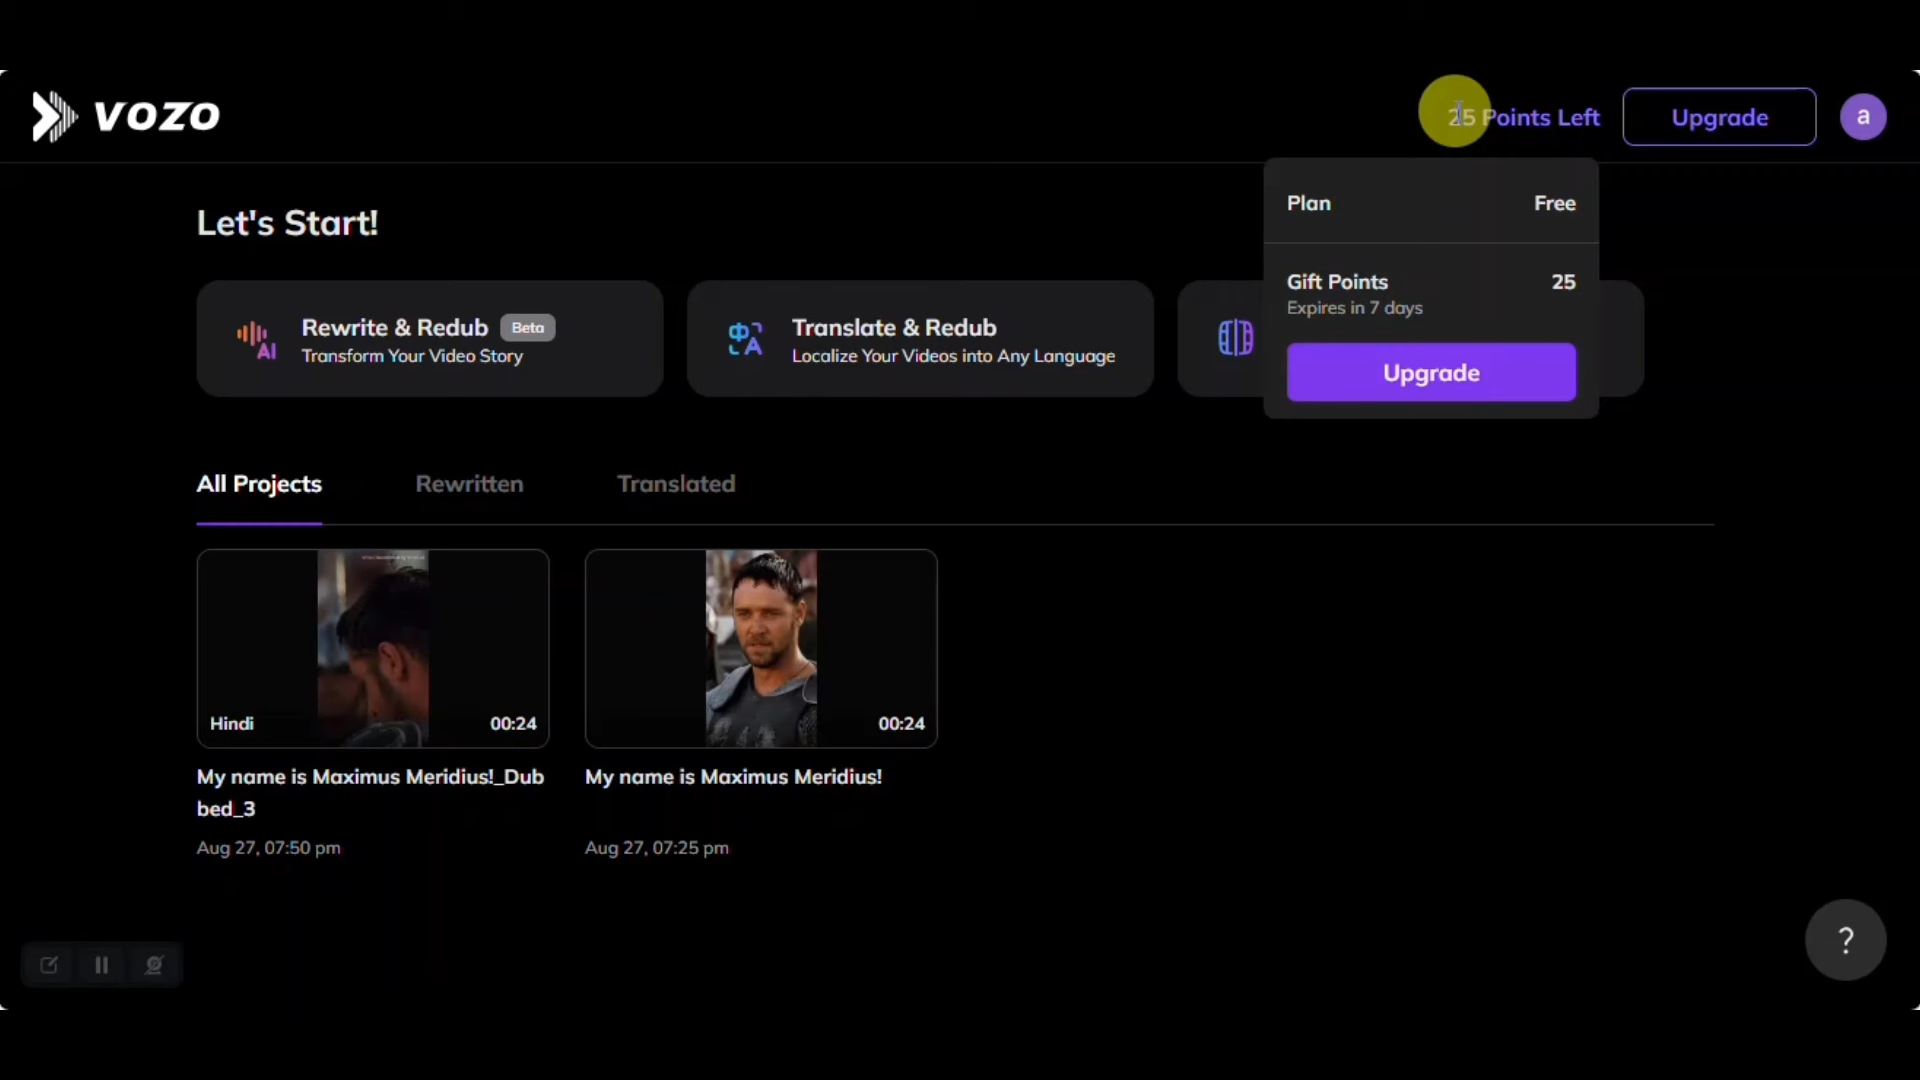 vozo
25 Points Left
Upgrade
a
Plan
Free
Gift Points
25
Expires in 7 days
Upgrade
Let's Start!
Rewrite & Redub
Beta
Transform Your Video Story
Translate & Redub
Localize Your Videos into Any Language
All Projects
Rewritten
Translated
Hindi
00:24
00:24
My name is Maximus Meridius!_Dub
bed_3
Aug 27, 07:50 pm
My name is Maximus Meridius!
Aug 27, 07:25 pm
?